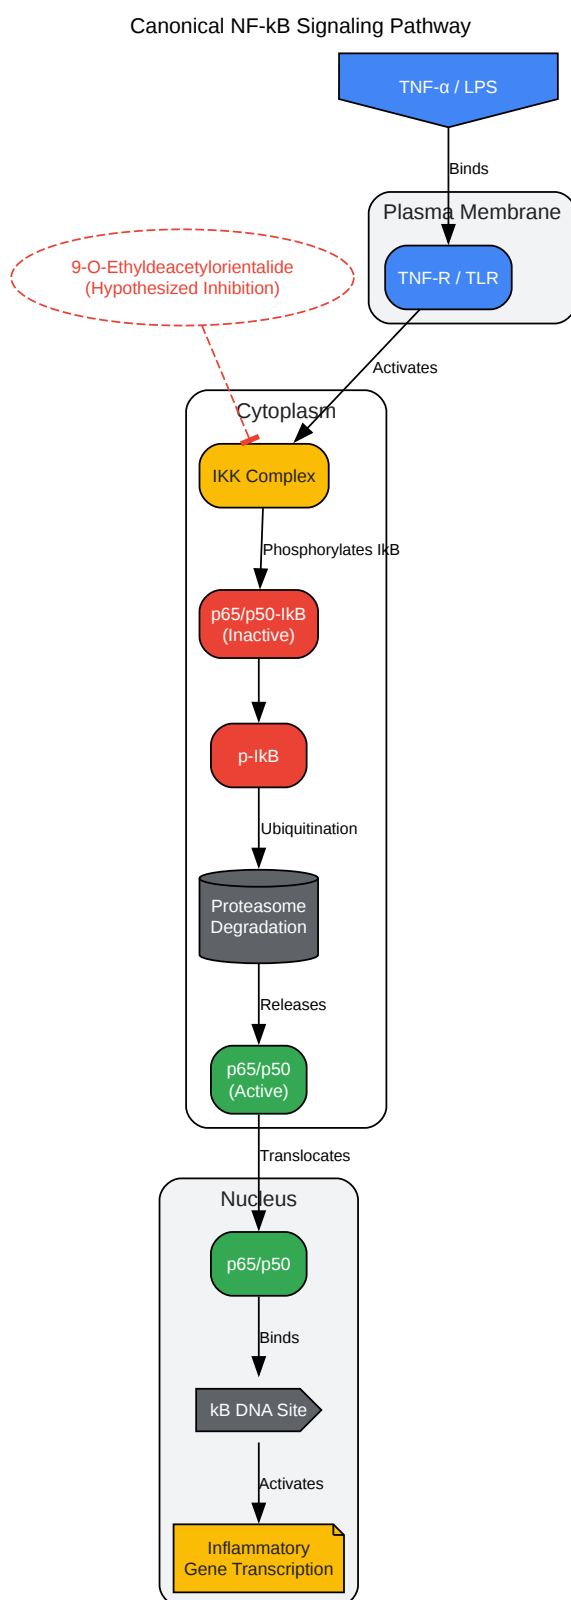 Canonical NF-kB Signaling Pathway
TNF-α / LPS
Binds
Plasma Membrane
TNF-R / TLR
9-O-Ethyldeacetylorientalide
(Hypothesized Inhibition)
Activates
Cytoplasm
IKK Complex
Phosphorylates IkB
p65/p50-IkB
(Inactive)
p-IkB
Ubiquitination
Proteasome
Degradation
Releases
p65/p50
(Active)
Translocates
Nucleus
p65/p50
Binds
kB DNA Site
Activates
Inflammatory
Gene Transcription